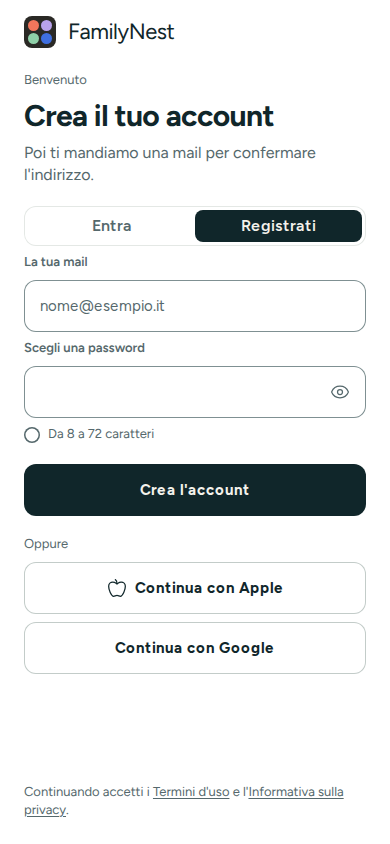 FamilyNest
Benvenuto
Crea il tuo account
Poi ti mandiamo una mail per confermare
l'indirizzo.
Entra
Registrati
La tua mail
nome@esempio.it
Scegli una password
Da 8 a 72 caratteri
Crea l'account
Oppure
Continua con Apple
Continua con Google
Continuando accetti i Termini d'uso e l'Informativa sulla
privacy.